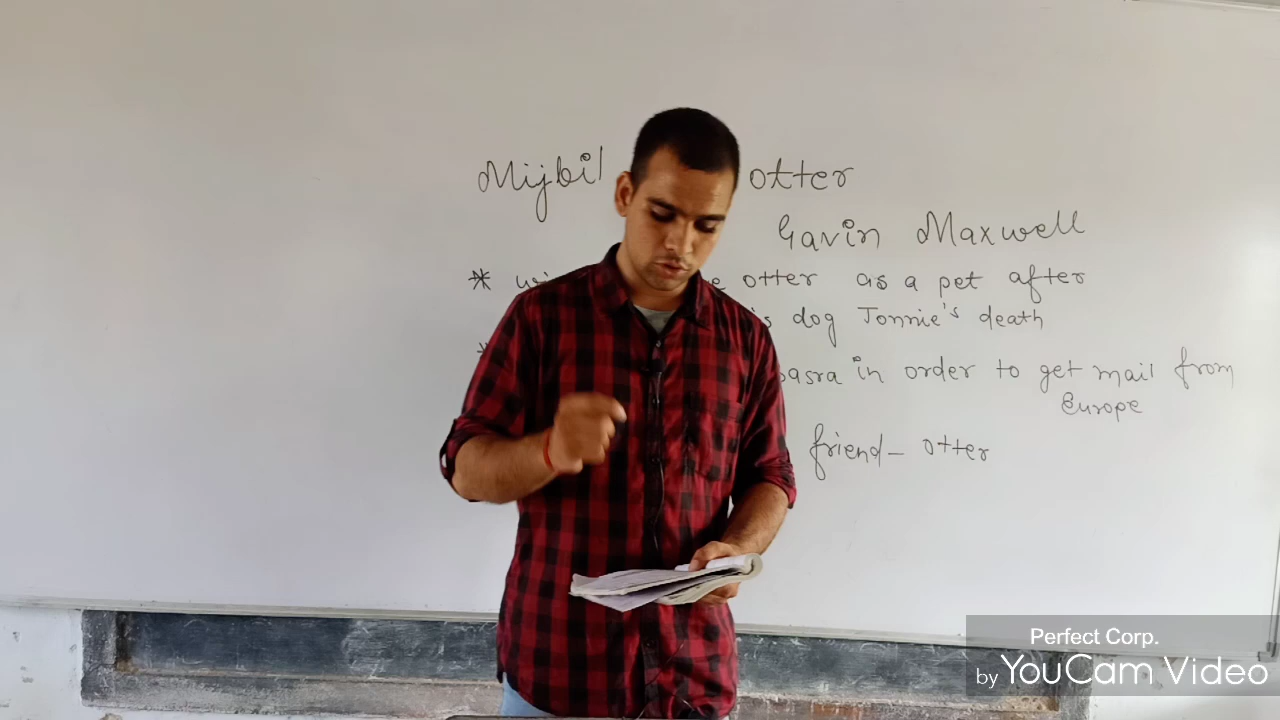 Mijbil otter
Gavin Maxwell
* otter as a pet after
dog Jonnie's death
* in order to get mail from
Europe
friend - otter
Perfect Corp.
by YouCam Video